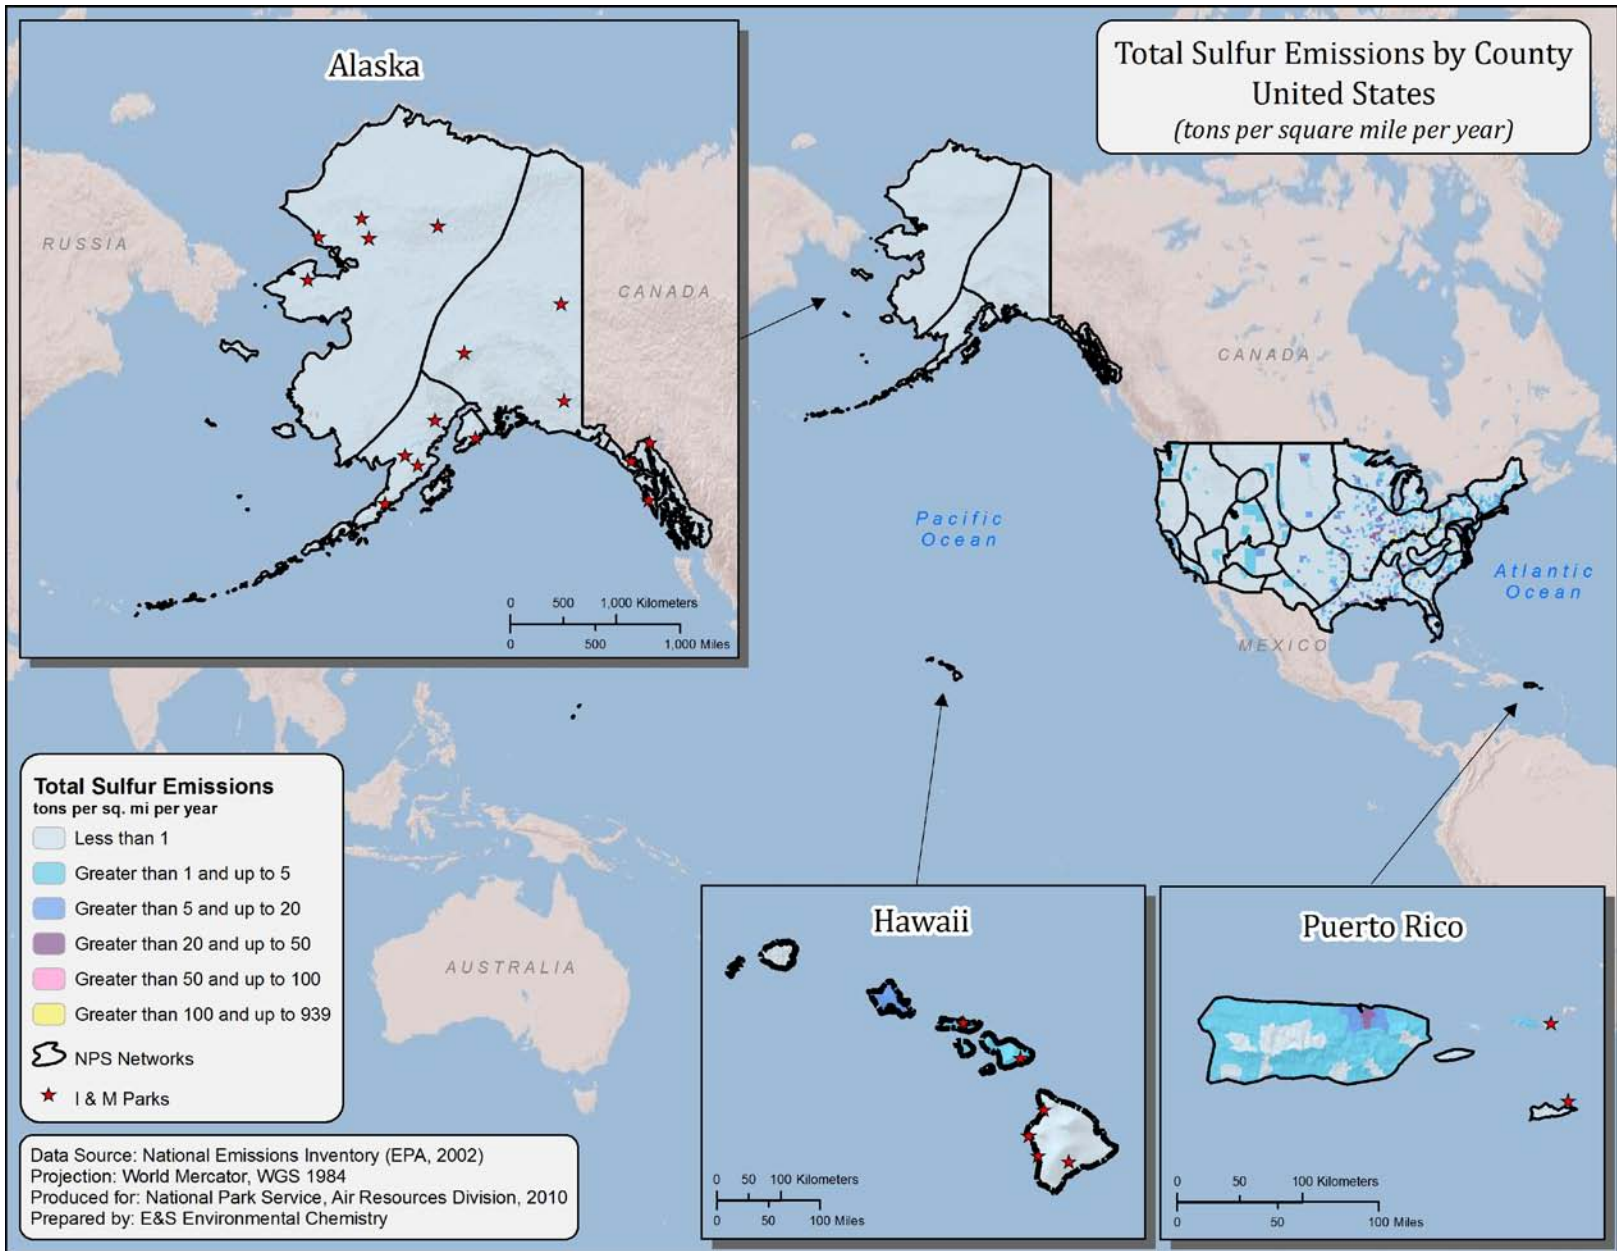 Total Sulfur Emissions by County
United States
(tons per square mile per year)
Alaska
RUSSIA
CANADA
0 500 1,000 Kilometers
0 500 1,000 Miles
CANADA
Pacific
Ocean
Atlantic
Ocean
MEXICO
AUSTRALIA
Total Sulfur Emissions
tons per sq. mi per year
Less than 1
Greater than 1 and up to 5
Greater than 5 and up to 20
Greater than 20 and up to 50
Greater than 50 and up to 100
Greater than 100 and up to 939
NPS Networks
I & M Parks
Data Source: National Emissions Inventory (EPA, 2002)
Projection: World Mercator, WGS 1984
Produced for: National Park Service, Air Resources Division, 2010
Prepared by: E&S Environmental Chemistry
Hawaii
0 50 100 Kilometers
0 50 100 Miles
Puerto Rico
0 50 100 Kilometers
0 50 100 Miles